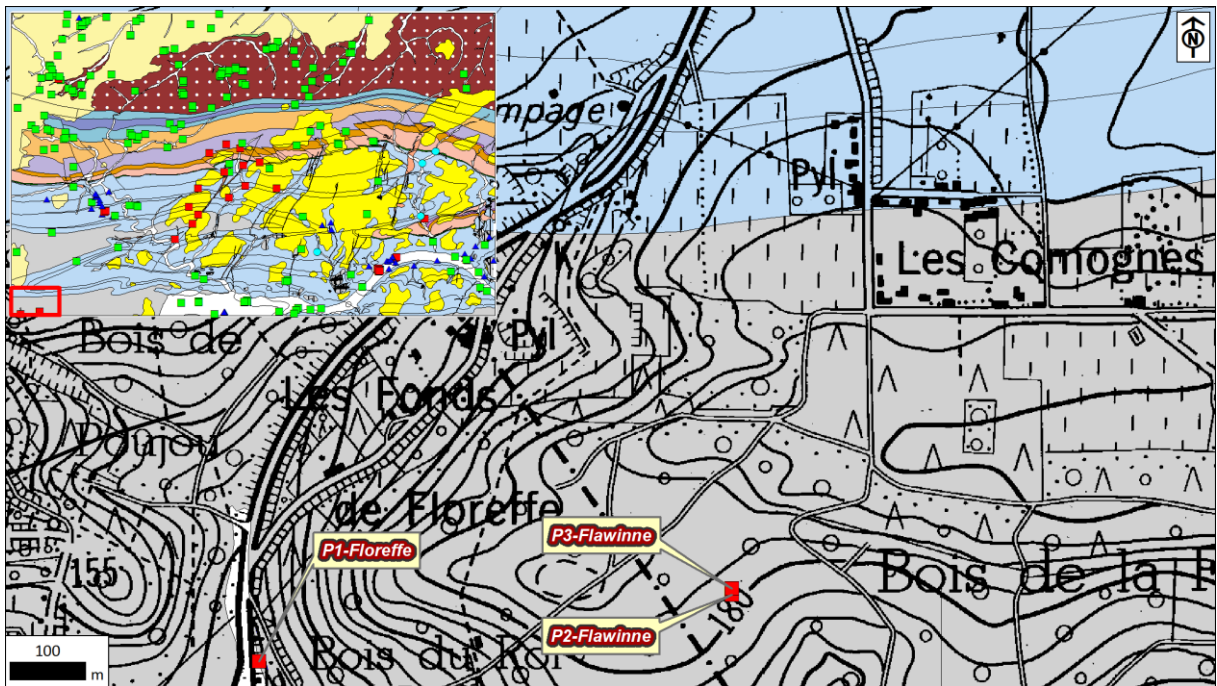 N
mpage
Pyl
Les Comognes
Bois de
Pyl
Les Fonds
Poujou
de Floreffe
P1-Floreffe
P3-Flawinne
155
Bois de la
180
P2-Flawinne
100
m
Bois du Roi